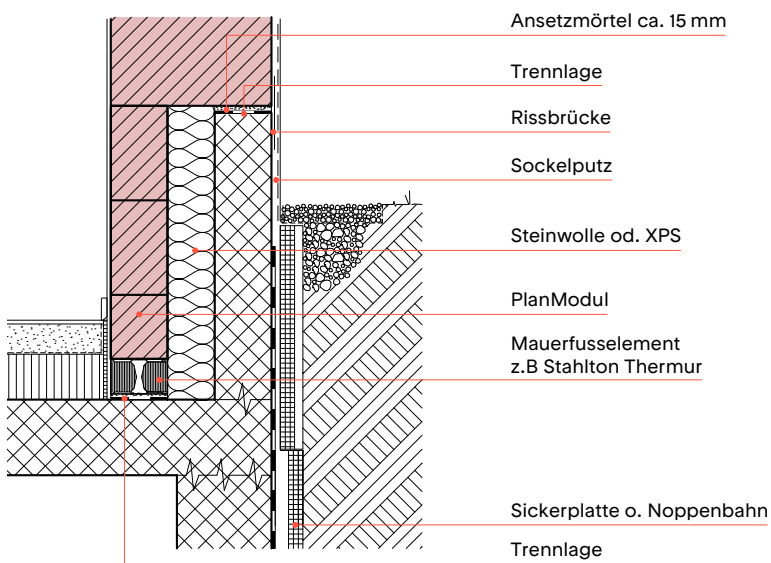 Ansetzmörtel ca. 15 mm
Trennlage
Rissbrücke
Sockelputz
Steinwolle od. XPS
PlanModul
Mauerfusselement
z.B Stahlton Thermur
Sickerplatte o. Noppenbahn
Trennlage